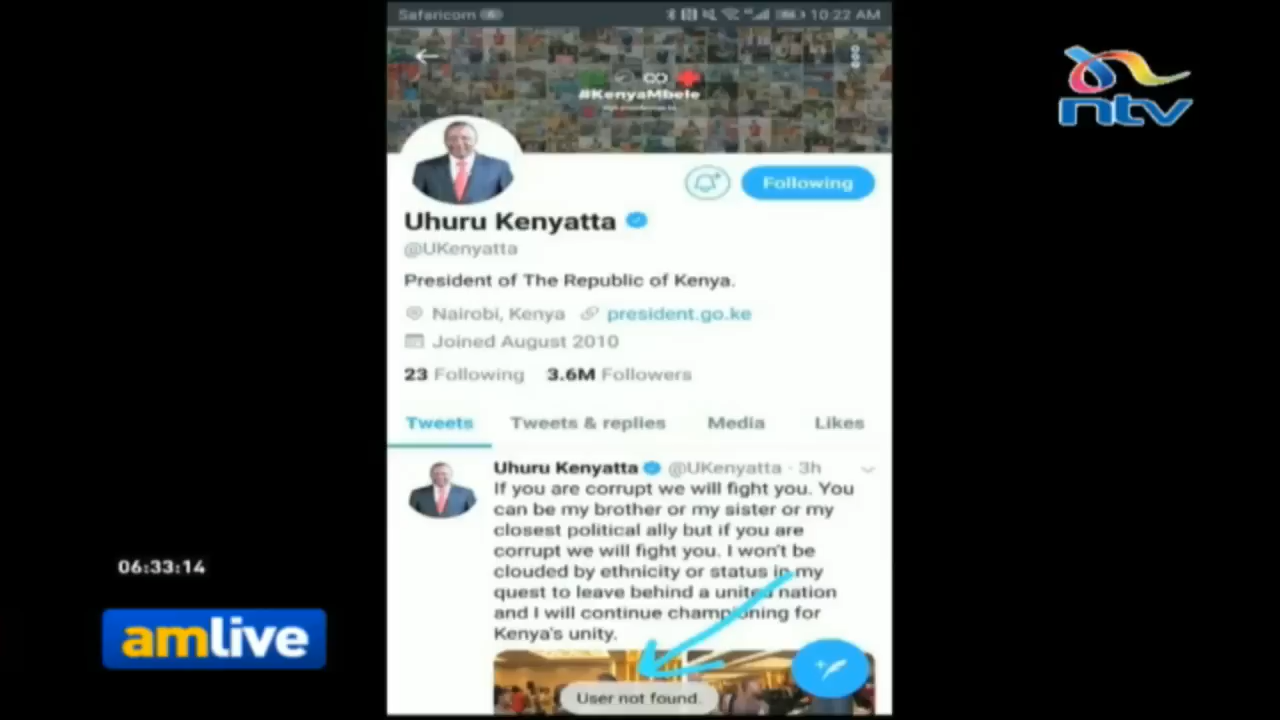 Safaricom
10:22 AM
ntv
#KenyaMbele
Following
Uhuru Kenyatta
@UKenyatta
President of The Republic of Kenya.
Nairobi, Kenya president.go.ke
Joined August 2010
23 Following 3.6M Followers
Tweets Tweets & replies Media Likes
Uhuru Kenyatta @UKenyatta · 3h
If you are corrupt we will fight you. You
can be my brother or my sister or my
closest political ally but if you are
corrupt we will fight you. I won't be
clouded by ethnicity or status in my
quest to leave behind a united nation
and I will continue championing for
Kenya's unity.
User not found.
06:33:14
amlive